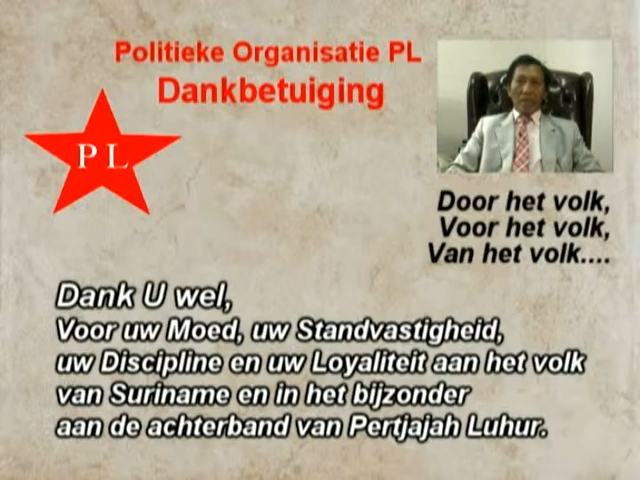 Politieke Organisatie PL
Dankbetuiging
P L
Door het volk,
Voor het volk,
Van het volk....
Dank U wel,
Voor uw Moed, uw Standvastigheid,
uw Discipline en uw Loyaliteit aan het volk
van Suriname en in het bijzonder
aan de achterband van Pertjajah Luhur.